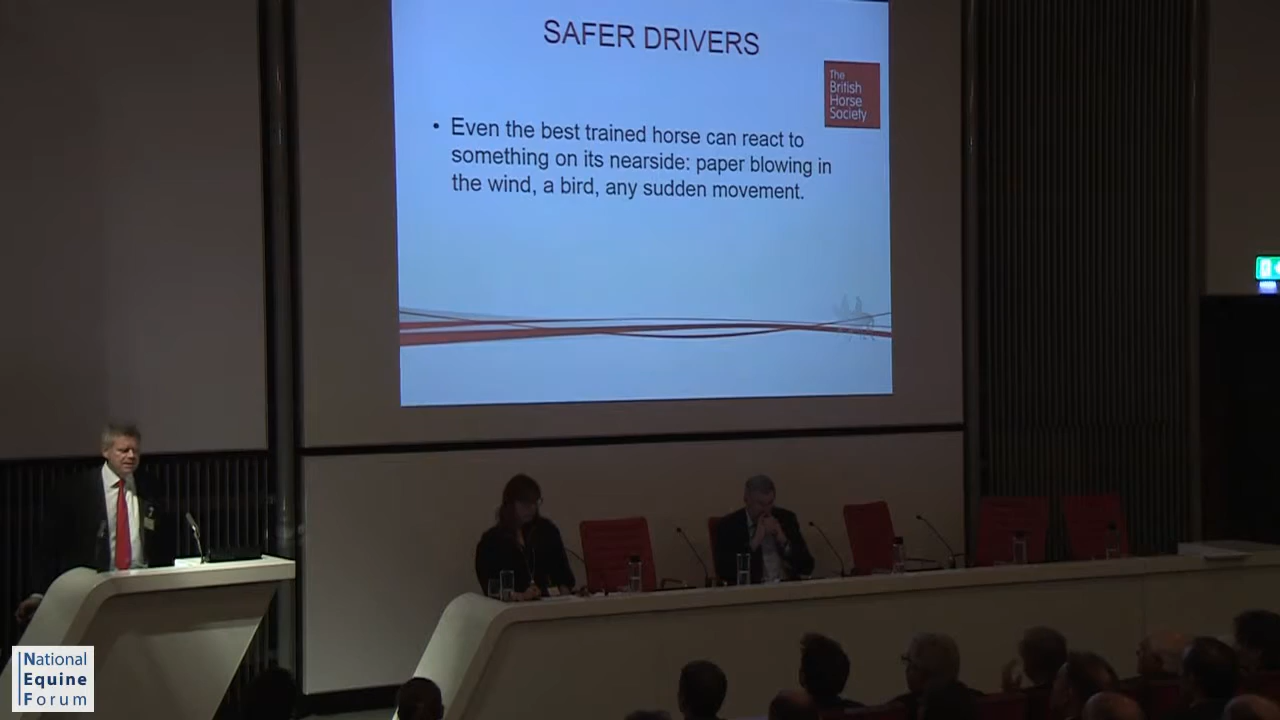 SAFER DRIVERS
The
British
Horse
Society
• Even the best trained horse can react to
something on its nearside: paper blowing in
the wind, a bird, any sudden movement.
National
Equine
Forum